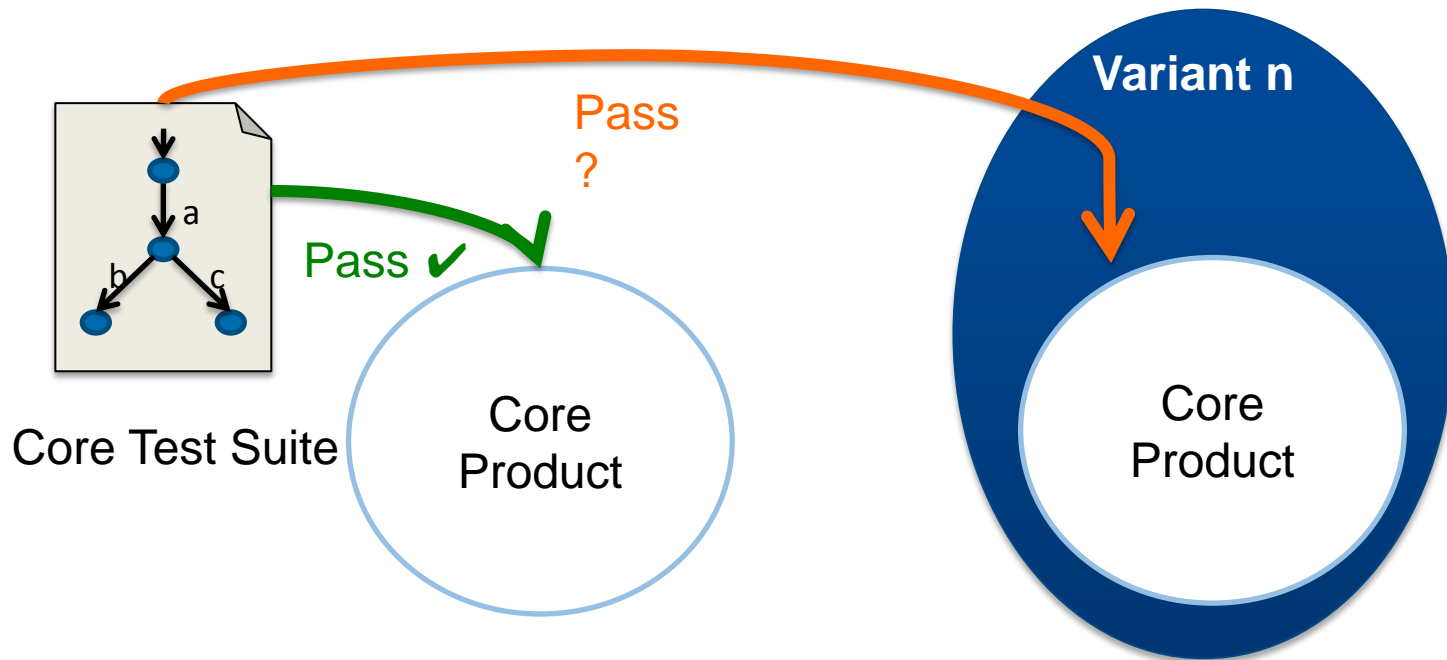 Variant n
Pass
?
a
b
c
Pass ✔
Core Test Suite
Core
Product
Core
Product